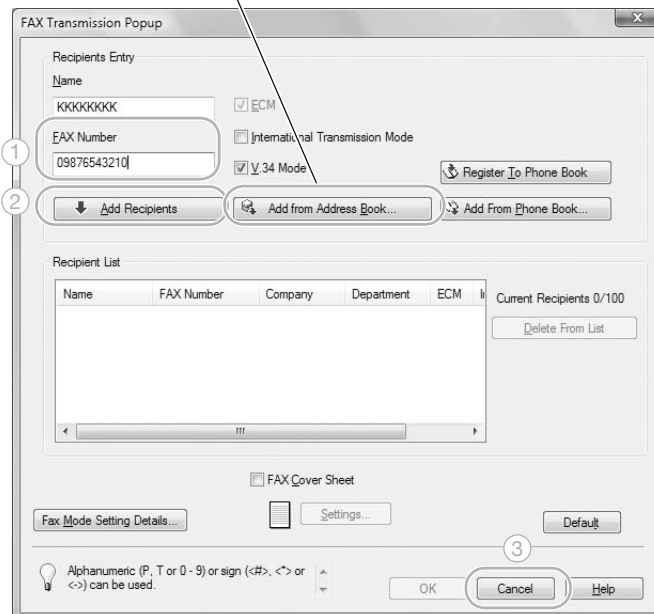 FAX Transmission Popup
x
Recipients Entry
Name
KKKKKKKK
ECM
1
FAX Number
International Transmission Mode
09876543210
V.34 Mode
Register To Phone Book
2
Add Recipients
Add from Address Book...
Add From Phone Book...
Recipient List
Name FAX Number Company Department ECM
Current Recipients 0/100
Delete From List
FAX Cover Sheet
Fax Mode Setting Details...
Settings...
Default
3
Alphanumeric (P, T or 0 - 9) or sign (<#>, <*> or
<-> ) can be used.
OK
Cancel
Help